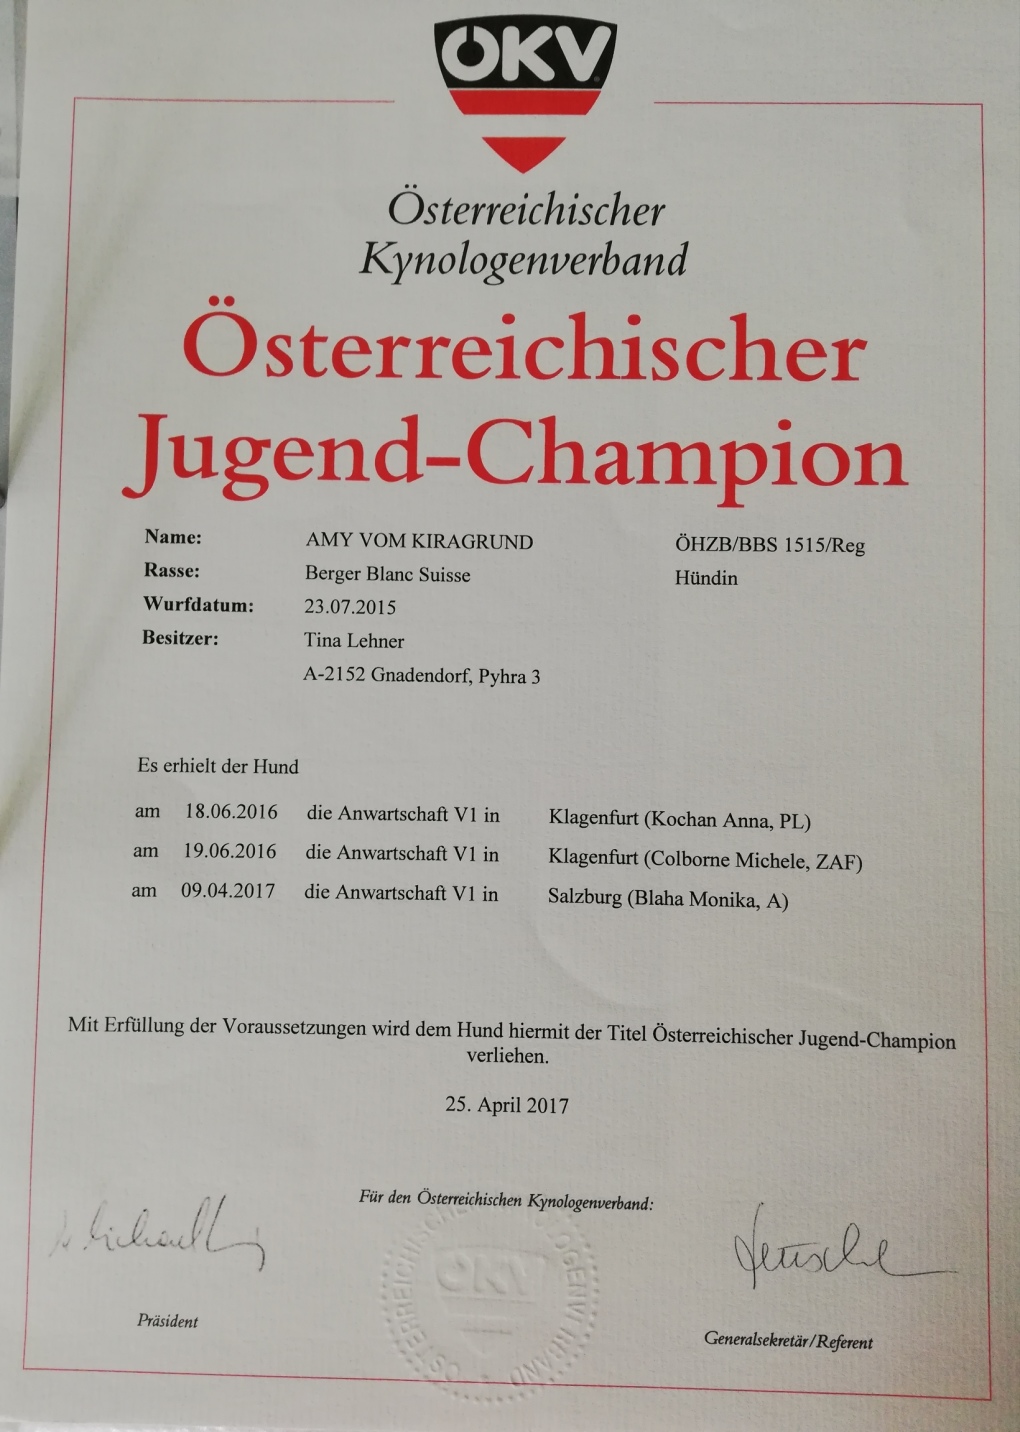 ÖKV
Österreichischer
Kynologenverband
Österreichischer
Jugend-Champion
Name: AMY VOM KIRAGRUND ÖHZB/BBS 1515/Reg
Rasse: Berger Blanc Suisse Hündin
Wurfdatum: 23.07.2015
Besitzer: Tina Lehner
A-2152 Gnadendorf, Pyhra 3
Es erhielt der Hund
am 18.06.2016 die Anwartschaft V1 in Klagenfurt (Kochan Anna, PL)
am 19.06.2016 die Anwartschaft V1 in Klagenfurt (Colborne Michele, ZAF)
am 09.04.2017 die Anwartschaft V1 in Salzburg (Blaha Monika, A)
Mit Erfüllung der Voraussetzungen wird dem Hund hiermit der Titel Österreichischer Jugend-Champion
verliehen.
25. April 2017
Für den Österreichischen Kynologenverband:
ÖKV
Präsident
Generalsekretär/Referent